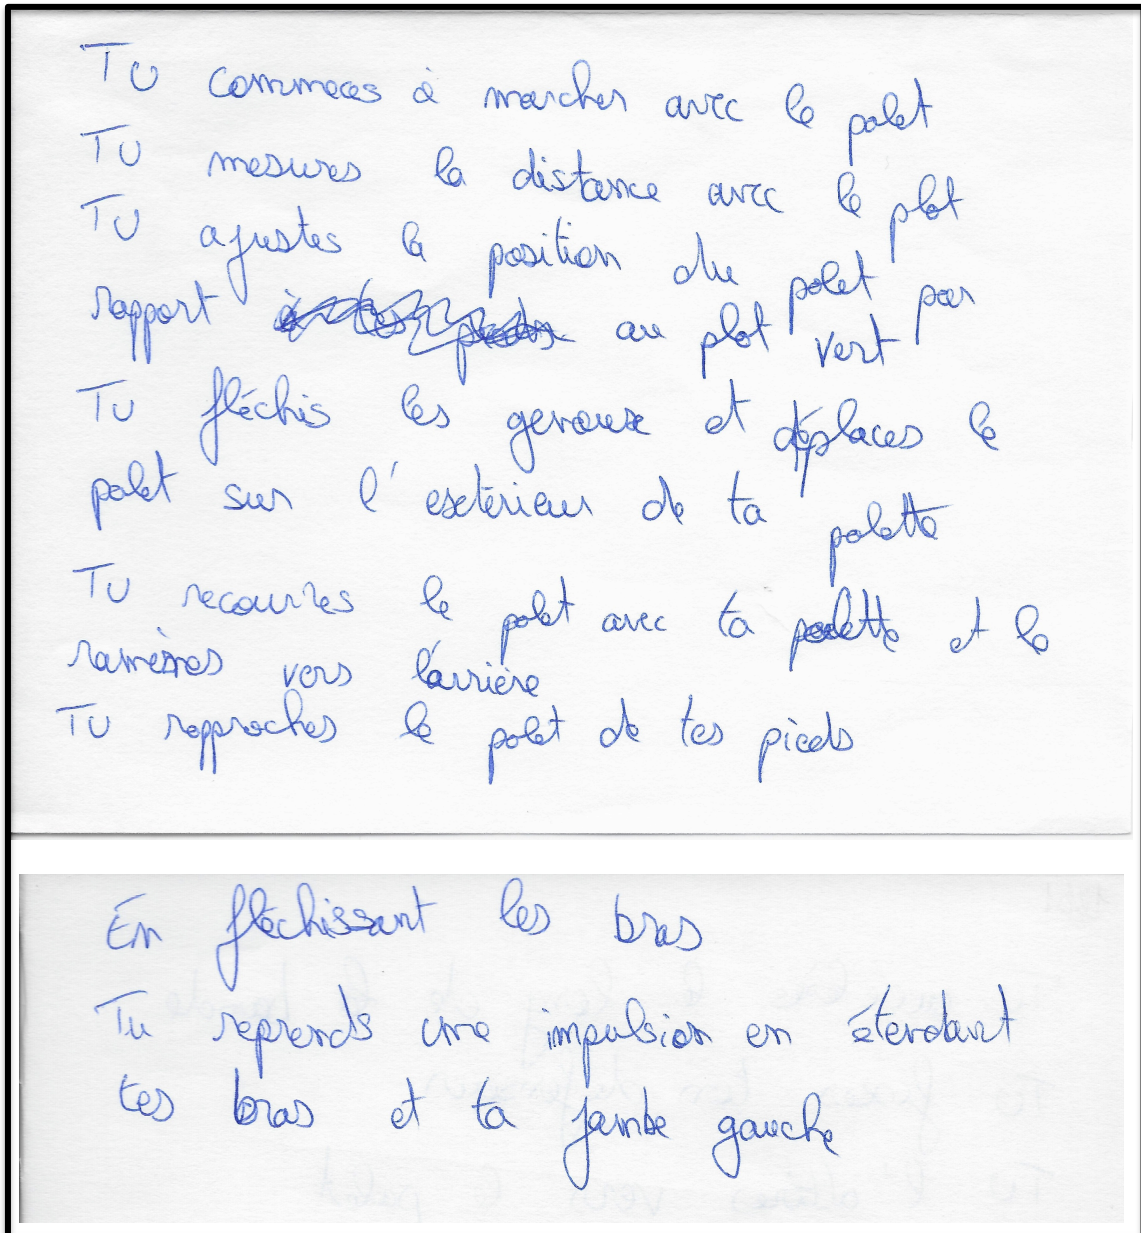 Tu commeces à marcher avec le palet
Tu mesures la distance avec le plot
Tu ajustes la position du palet par
rapport au plot vert
Tu fléchis les genoux et déplaces le
palet sur l'extérieur de ta palette
Tu recouvres le palet avec ta palette et le
ramènes vers l'arrière
Tu rapproches le palet de tes pieds
En fléchissant les bras
Tu reprends une impulsion en étendant
tes bras et ta jambe gauche